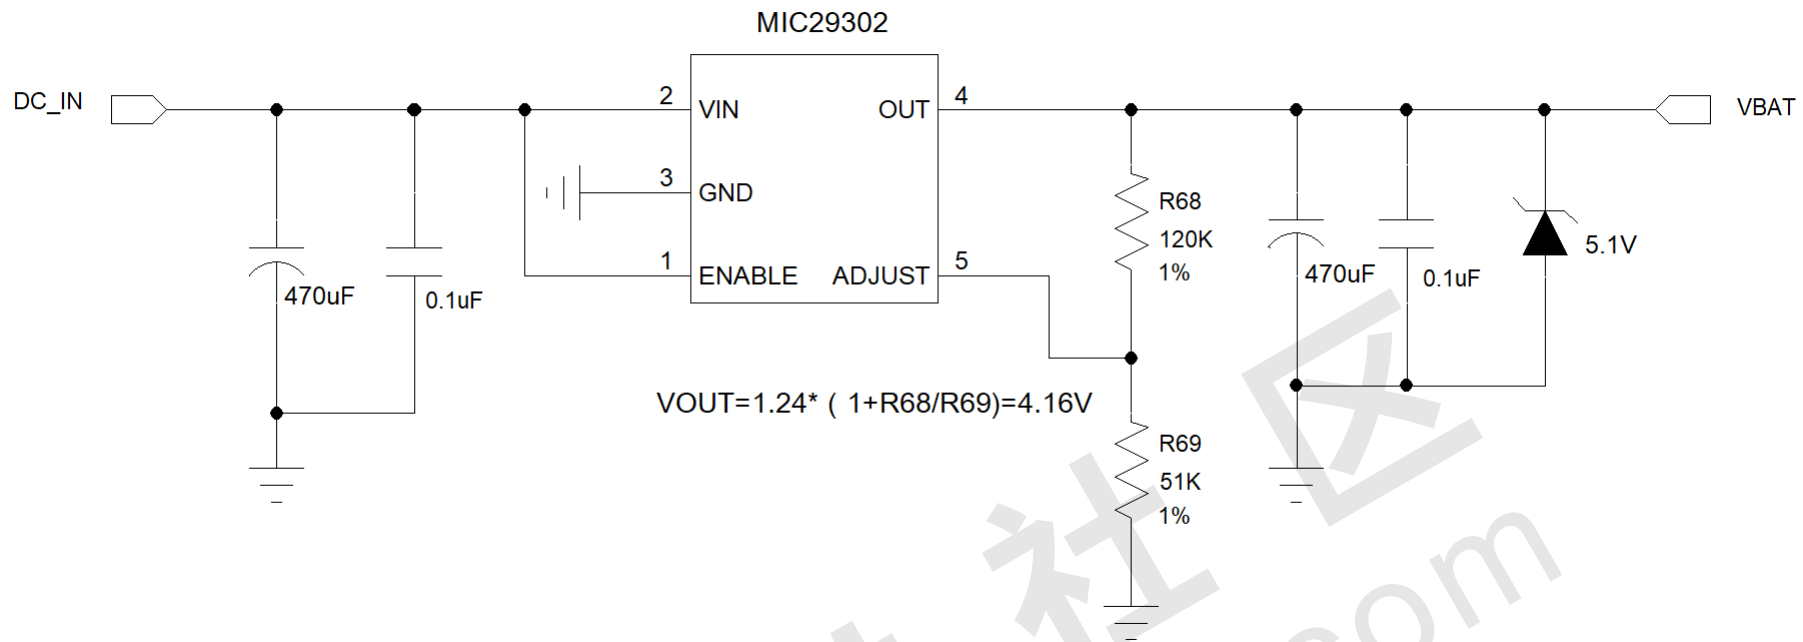 MIC29302
DC_IN
2
VIN
OUT
4
VBAT
3
GND
R68
120K
1%
1
ENABLE
ADJUST
5
470uF
0.1uF
470uF
0.1uF
5.1V
VOUT=1.24* ( 1+R68/R69)=4.16V
R69
51K
1%
社区
com